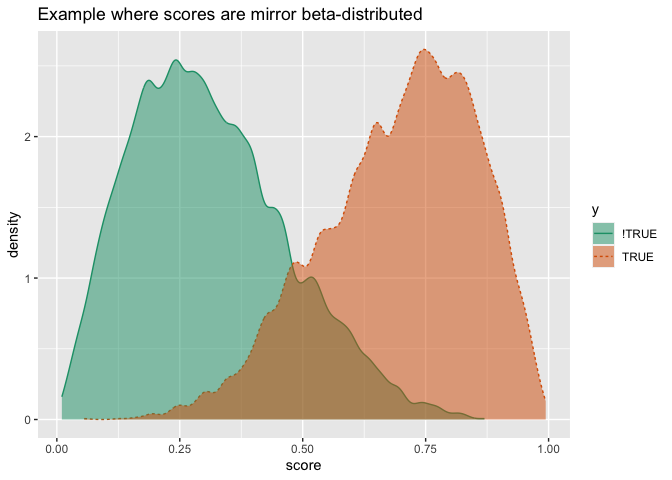 Example where scores are mirror beta-distributed
2
1
0
density
0.00 0.25 0.50 0.75 1.00
score
y
!TRUE
TRUE